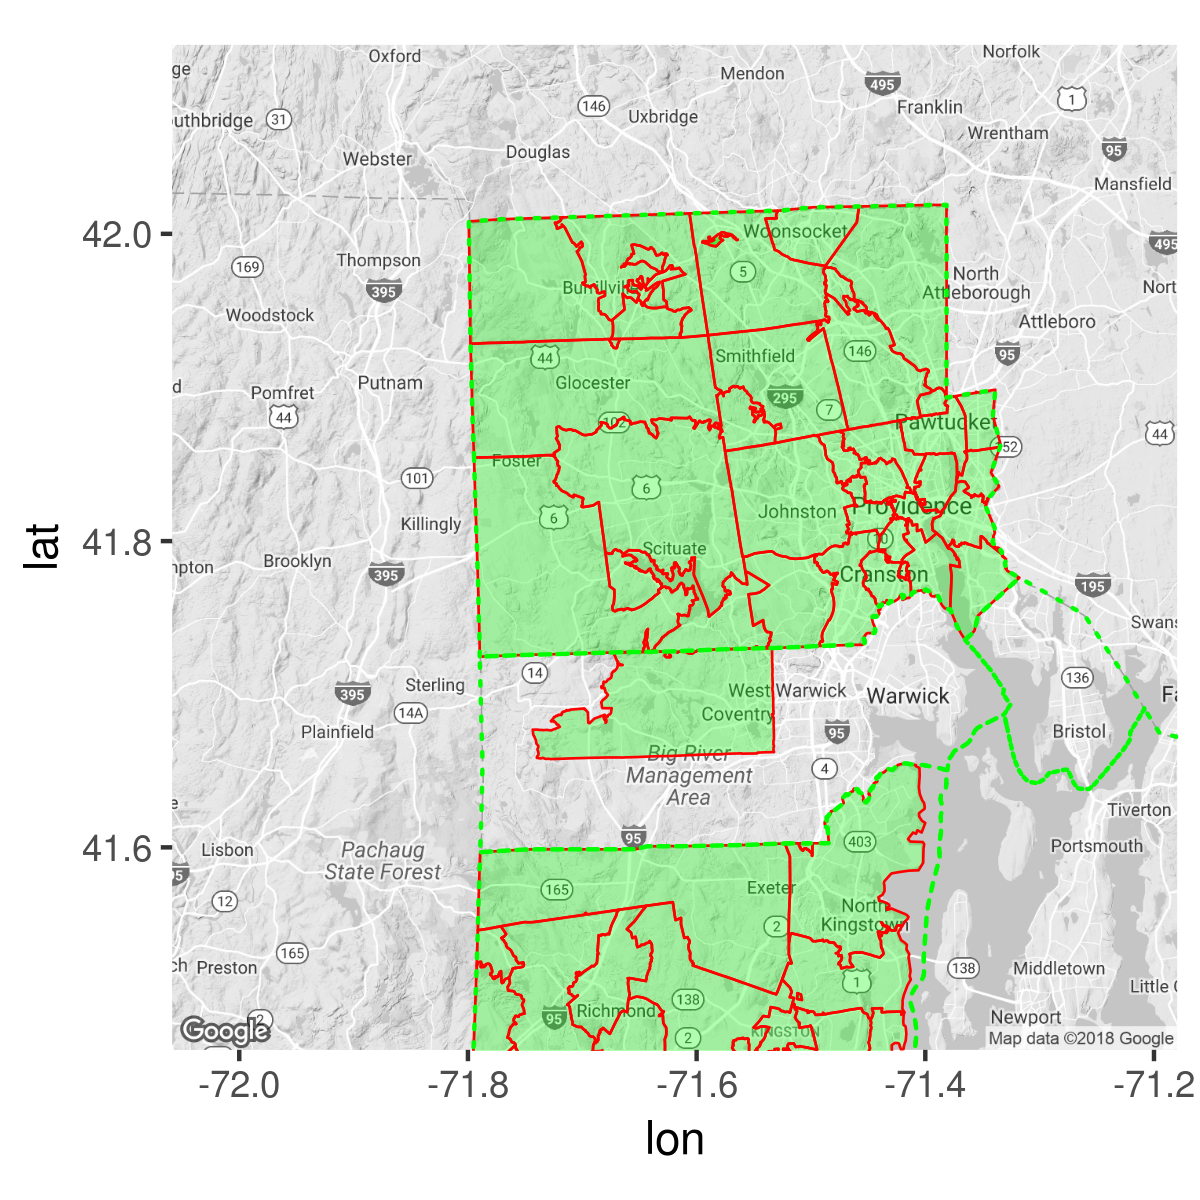 Oxford
Norfolk
ge
Mendon
495
Franklin
1
146
Uxbridge
uthbridge
31
Wrentham
95
Webster
Douglas
Mansfield
42.0
Woonsocket
495
Thompson
169
5
North
Attleborough
395
Burrillville
Nort
Woodstock
Attleboro
146
Smithfield
95
44
Glocester
Putnam
d
Pomfret
295
44
7
102
Pawtucke
44
152
Foster
101
6
Providence
6
Johnston
Killingly
lat
41.8
10
Scituate
Brooklyn
mpton
395
Cranston
195
Swans
14
136
Sterling
395
West Warwick
Warwick
Fa
14A
Coventry
Plainfield
95
Bristol
Big River
Management
Area
4
Tiverton
95
403
Portsmouth
41.6
Lisbon
Pachaug
State Forest
5
165
Exeter
12
North
Kingstown
2
165
ch
Preston
138
Middletown
1
Little C
138
95
Richmond
Newport
2
Google
KINGSTON
2
Map data ©2018 Google
-72.0
-71.8
-71.6
-71.4
-71.2
lon